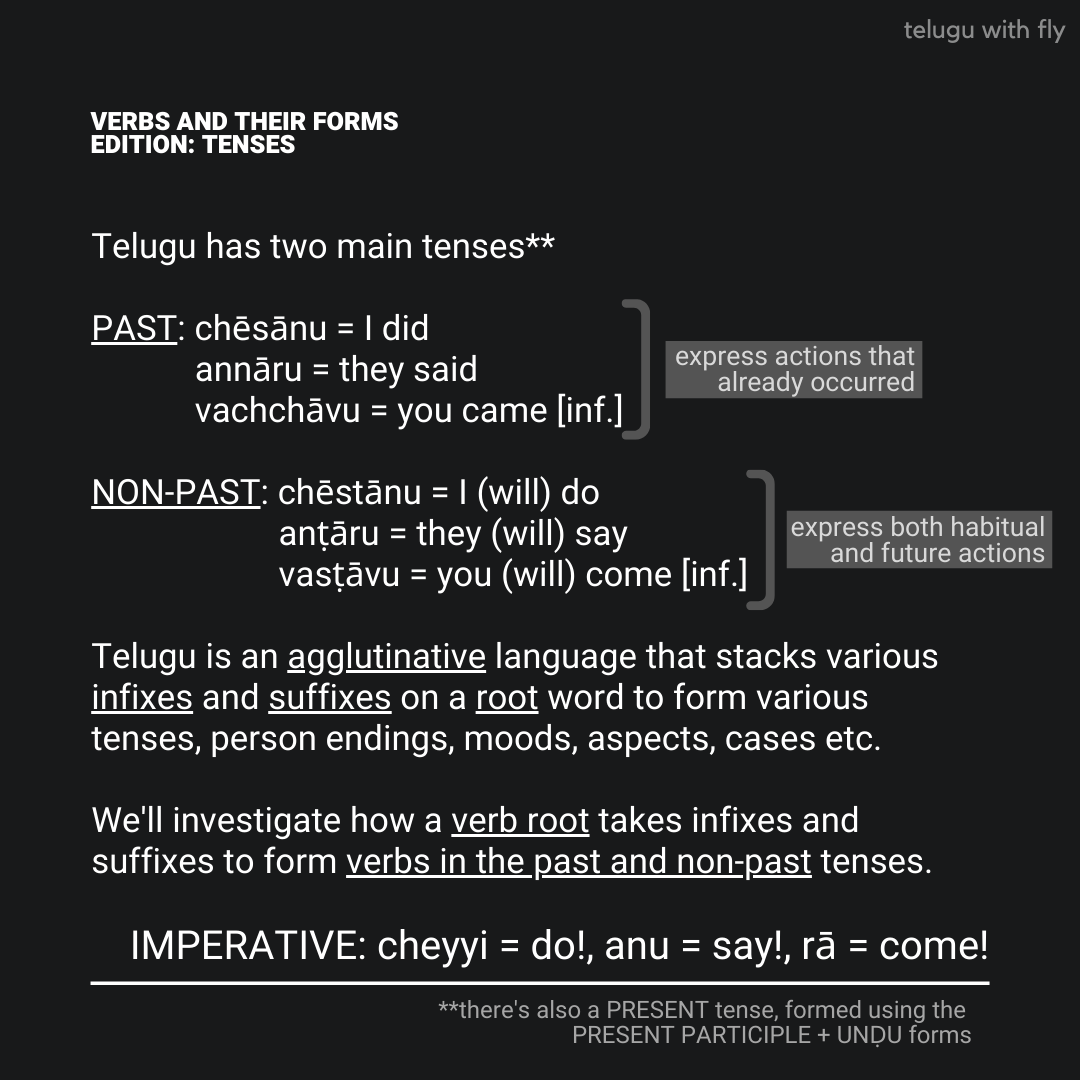 telugu with fly
VERBS AND THEIR FORMS
EDITION: TENSES
Telugu has two main tenses**
PAST: chēsānu = I did
annāru = they said
vachchāvu = you came [inf.]
express actions that
already occurred
NON-PAST: chēstānu = I (will) do
anṭāru = they (will) say
vasṭāvu = you (will) come [inf.]
express both habitual
and future actions
Telugu is an agglutinative language that stacks various
infixes and suffixes on a root word to form various
tenses, person endings, moods, aspects, cases etc.
We'll investigate how a verb root takes infixes and
suffixes to form verbs in the past and non-past tenses.
IMPERATIVE: cheyyi = do!, anu = say!, rā = come!
**there's also a PRESENT tense, formed using the
PRESENT PARTICIPLE + UNḌU forms